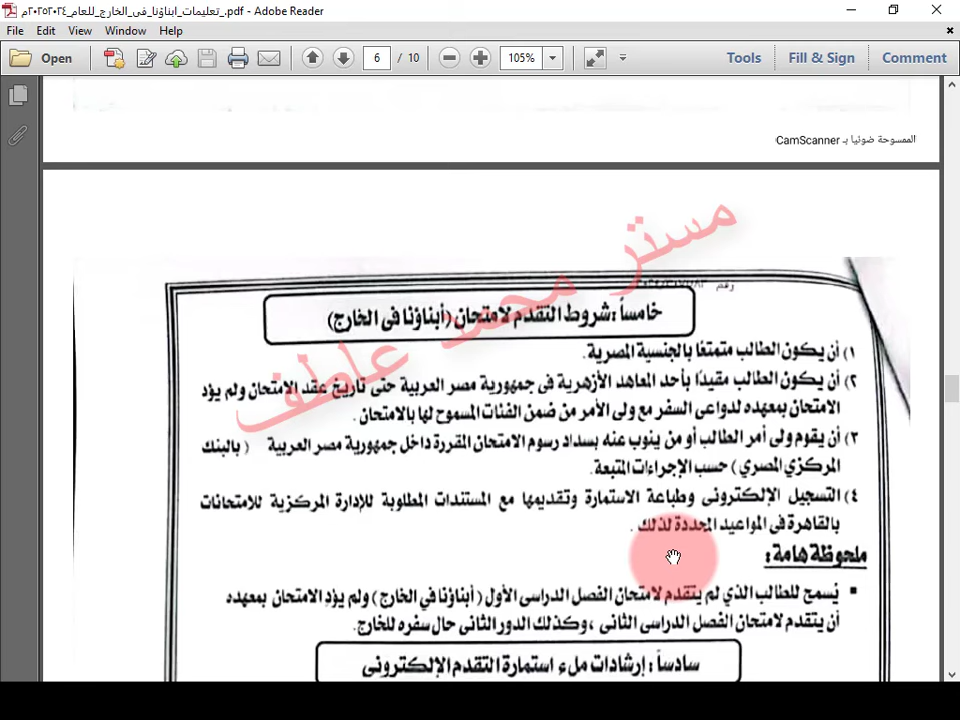 تعليمات_ابناؤنا_فى_الخارج_للعام_٢٠٢٥٢٠٢٤م_.pdf - Adobe Reader
File Edit View Window Help
Open 6 / 10 105% Tools Fill & Sign Comment
الممسوحة ضوئيا بـ CamScanner
مستر محمد عاطف
رقم
خامساً: شروط التقدم لامتحان (أبناؤنا فى الخارج)
١) أن يكون الطالب متمتعًا بالجنسية المصرية.
٢) أن يكون الطالب مقيدًا بأحد المعاهد الأزهرية فى جمهورية مصر العربية حتى تاريخ عقد الامتحان ولم يؤد
الامتحان بمعهده لدواعى السفر مع ولى الأمر من ضمن الفئات المسموح لها بالامتحان.
٣) أن يقوم ولى أمر الطالب أو من ينوب عنه بسداد رسوم الامتحان المقررة داخل جمهورية مصر العربية ( بالبنك
المركزي المصري) حسب الإجراءات المتبعة.
٤) التسجيل الإلكترونى وطباعة الاستمارة وتقديمها مع المستندات المطلوبة للإدارة المركزية للامتحانات
بالقاهرة فى المواعيد المحددة لذلك .
ملحوظة هامة:
▪ يُسمح للطالب الذي لم يتقدم لامتحان الفصل الدراسى الأول (أبناؤنا في الخارج) ولم يؤدِ الامتحان بمعهده
أن يتقدم لامتحان الفصل الدراسى الثانى ، وكذلك الدور الثانى حال سفره للخارج.
سادساً: إرشادات ملء استمارة التقدم الإلكترونى